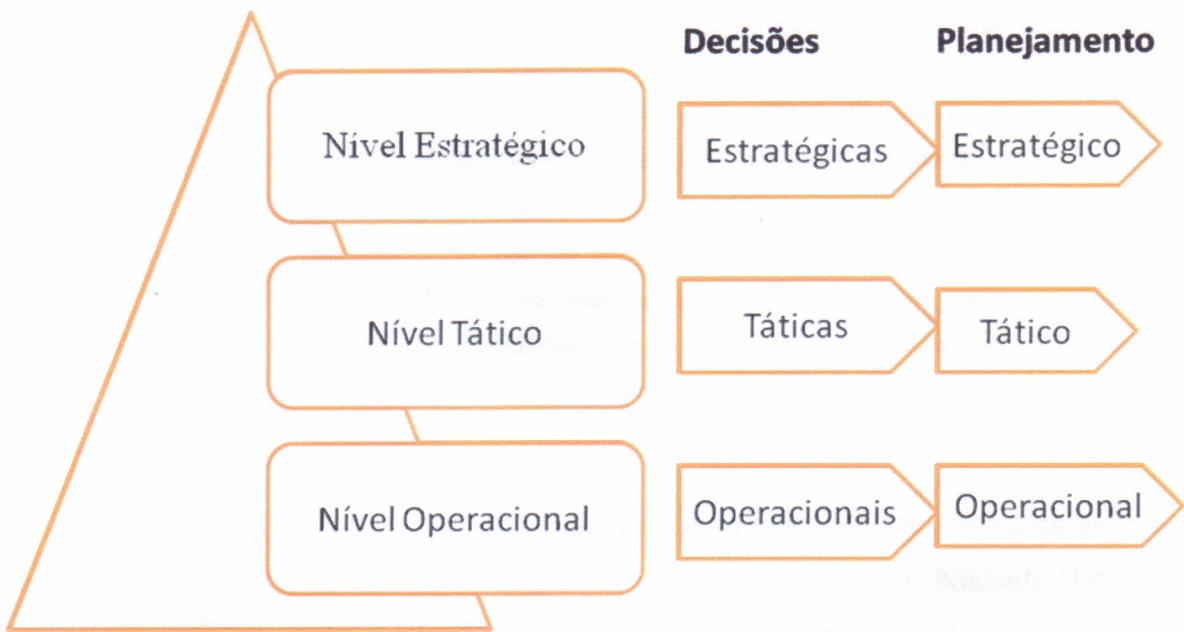 Decisões Planejamento
Nível Estratégico Estratégicas Estratégico
Nível Tático Táticas Tático
Nível Operacional Operacionais Operacional